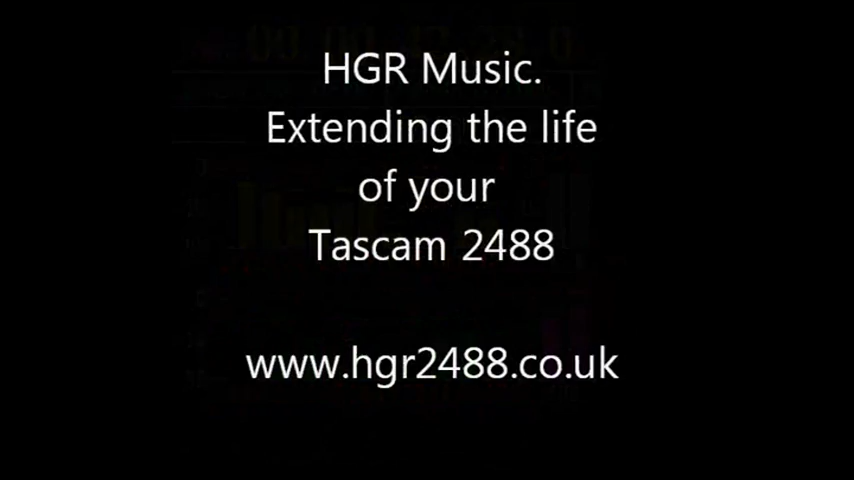 HGR Music.
Extending the life
of your
Tascam 2488
www.hgr2488.co.uk